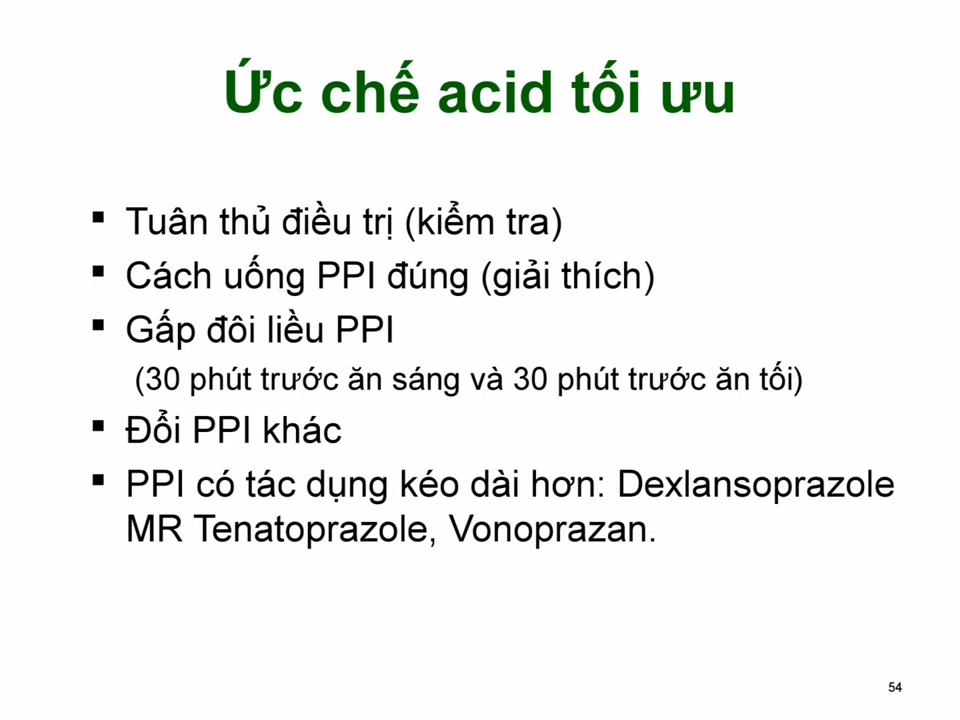 Ức chế acid tối ưu
▪ Tuân thủ điều trị (kiểm tra)
▪ Cách uống PPI đúng (giải thích)
▪ Gấp đôi liều PPI
(30 phút trước ăn sáng và 30 phút trước ăn tối)
▪ Đổi PPI khác
▪ PPI có tác dụng kéo dài hơn: Dexlansoprazole
MR Tenatoprazole, Vonoprazan.
54